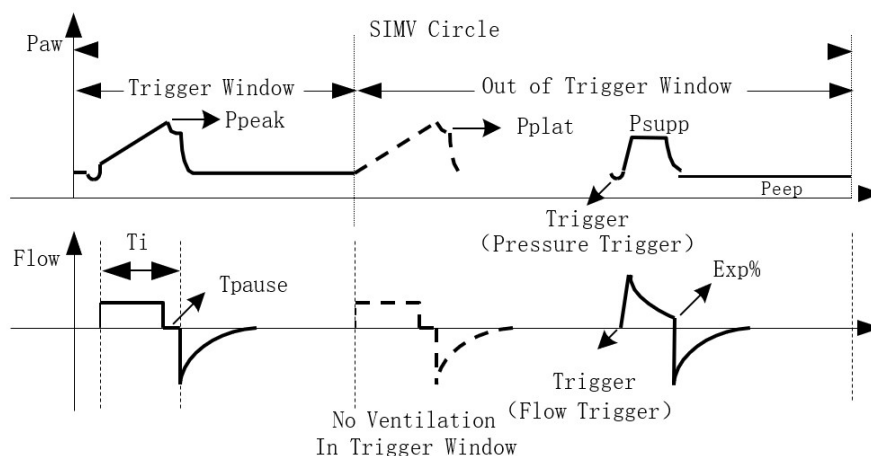 SIMV Circle
Paw
Trigger Window
Out of Trigger Window
Ppeak
Pplat
Psupp
Peep
Trigger
（Pressure Trigger）
Flow
Ti
Tpause
Exp%
Trigger
（Flow Trigger）
No Ventilation
In Trigger Window